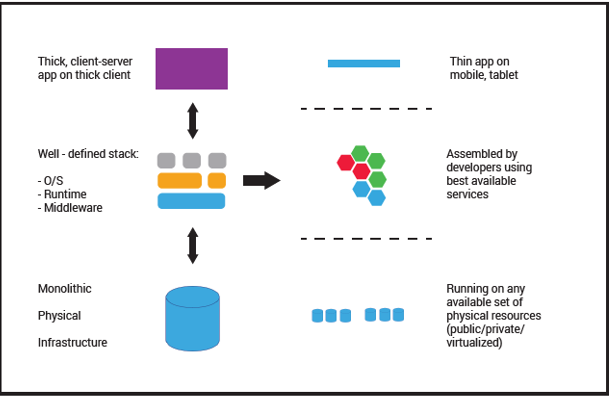 Thick, client-server
app on thick client
Thin app on
mobile, tablet
Well - defined stack:
- O/S
- Runtime
- Middleware
Assembled by
developers using
best available
services
Monolithic
Physical
Infrastructure
Running on any
available set of
physical resources
(public/private/
virtualized)